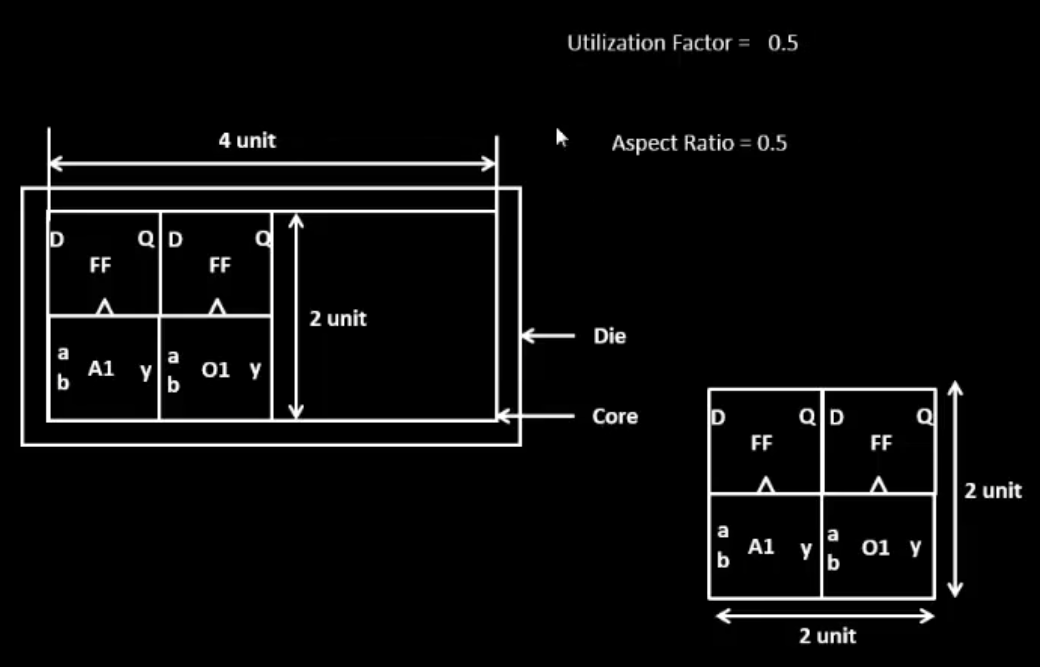 Utilization Factor = 0.5
4 unit
Aspect Ratio = 0.5
D Q D Q
FF FF
2 unit
Die
a A1 y a O1 y
b b
Core
D Q D Q
FF FF
2 unit
a A1 y a O1 y
b b
2 unit